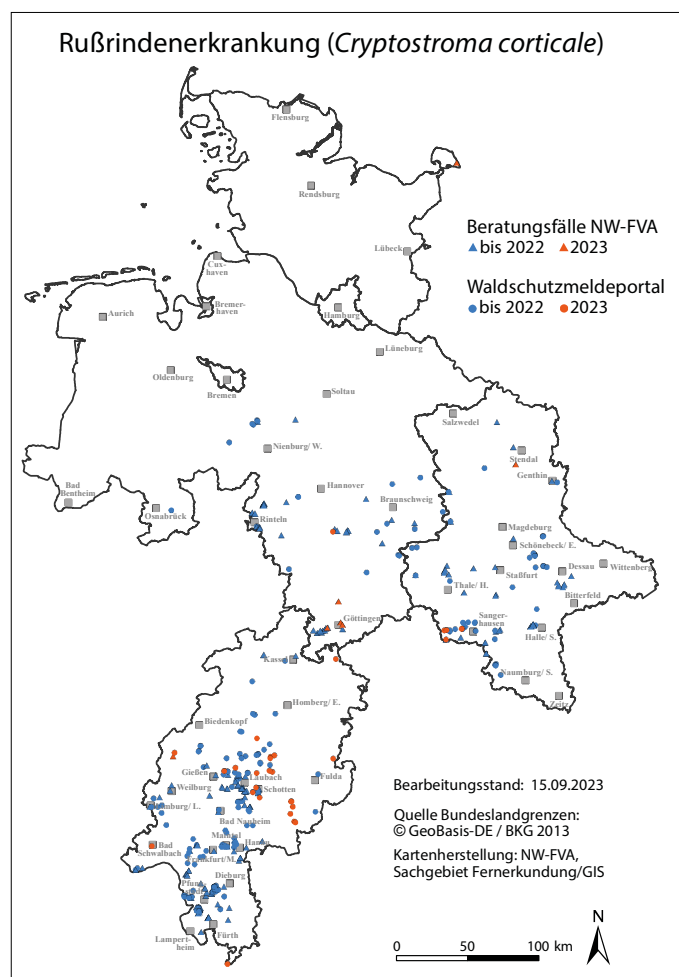 Rußrindenerkrankung (Cryptostroma corticale)
Flensburg
Rendsburg
Beratungsfälle NW-FVA
bis 2022 2023
Lübeck
Waldschutzmeldeportal
bis 2022 2023
Cux-
haven
Bremer-
haven
Aurich
Hamburg
Lüneburg
Oldenburg
Bremen
Soltau
Salzwedel
Nienburg/ W.
Stendal
Genthin
Bad
Bentheim
Osnabrück
Hannover
Braunschweig
Rinteln
Magdeburg
Schönebeck/ E.
Thale/ H.
Staßfurt
Dessau
Wittenberg
Bitterfeld
Göttingen
Sanger-
hausen
Halle/ S.
Kassel
Naumburg/ S.
Zeitz
Homberg/ E.
Biedenkopf
Gießen
Laubach
Schotten
Fulda
Weilburg
Limburg/ L.
Bad Nauheim
Bad
Schwalbach
Maintal
Hanau
Frankfurt/M.
Dieburg
Lampert-
heim
Fürth
Bearbeitungsstand: 15.09.2023
Quelle Bundeslandgrenzen:
© GeoBasis-DE / BKG 2013
Kartenherstellung: NW-FVA,
Sachgebiet Fernerkundung/GIS
N
0 50 100 km